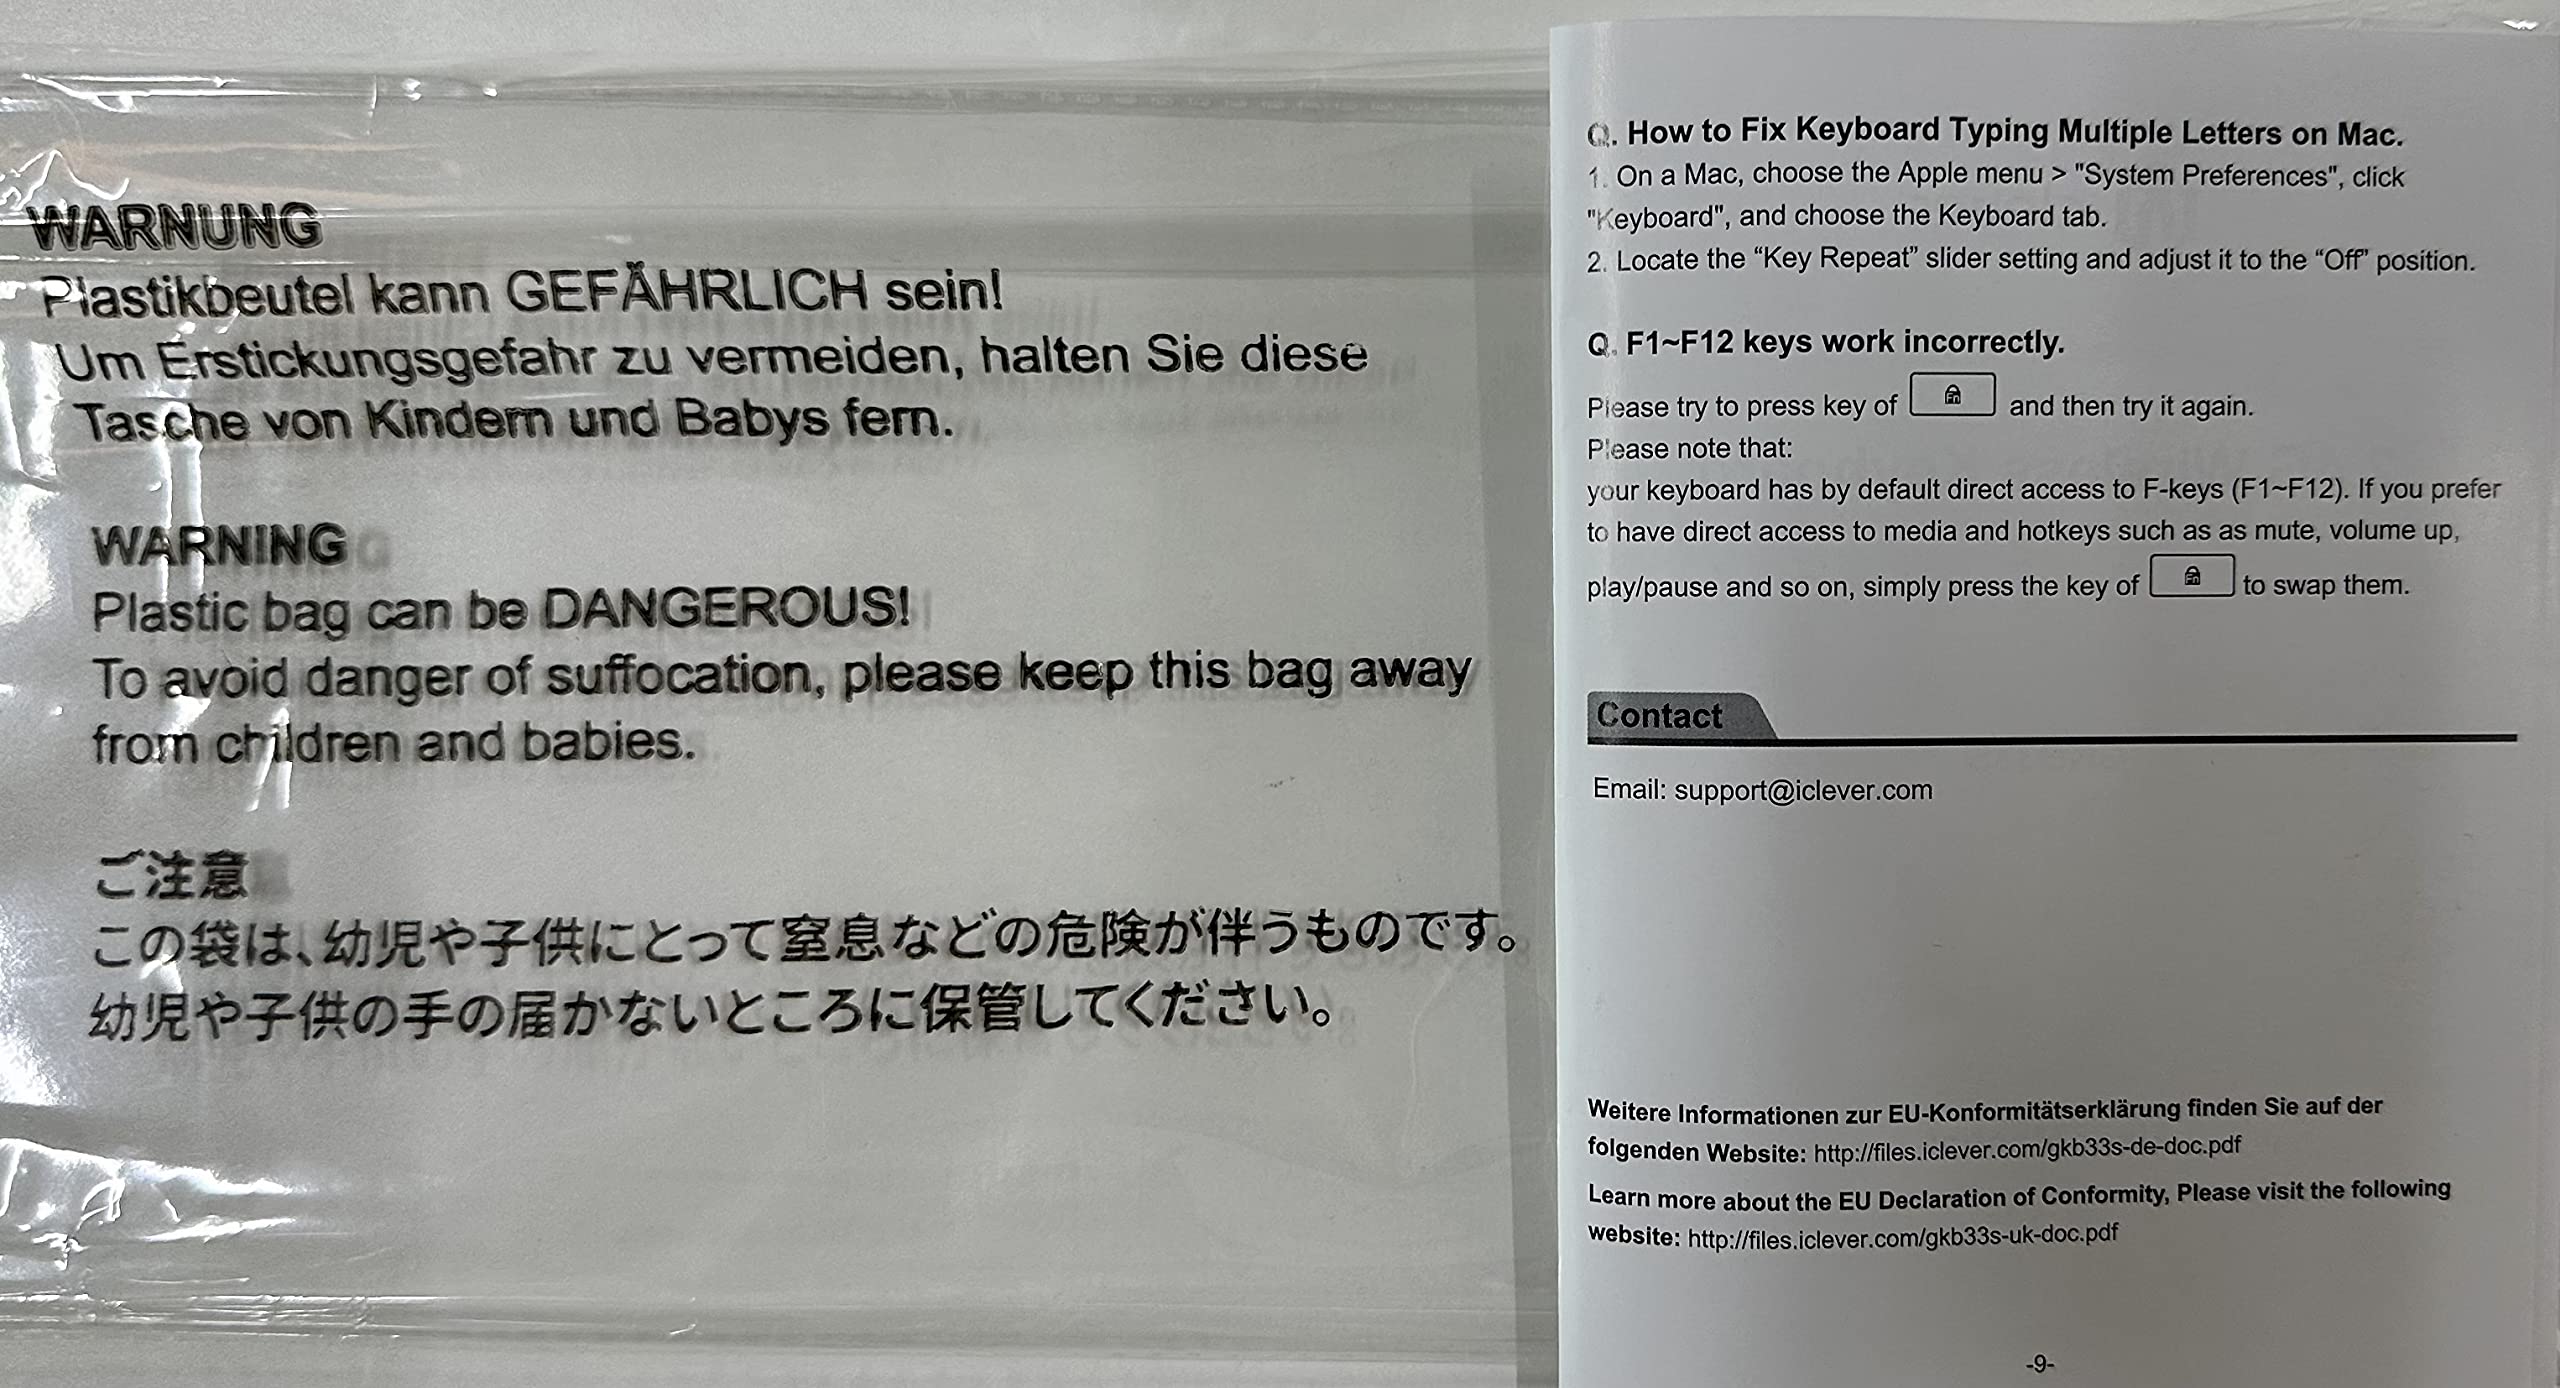 WARNUNG
Plastikbeutel kann GEFÄHRLICH sein!
Um Erstickungsgefahr zu vermeiden, halten Sie diese
Tasche von Kindern und Babys fern.
WARNING
Plastic bag can be DANGEROUS!
To avoid danger of suffocation, please keep this bag away
from children and babies.
ご注意
この袋は、幼児や子供にとって窒息などの危険が伴うものです。
幼児や子供の手の届かないところに保管してください。
Q. How to Fix Keyboard Typing Multiple Letters on Mac.
1. On a Mac, choose the Apple menu > "System Preferences", click
"Keyboard", and choose the Keyboard tab.
2. Locate the “Key Repeat” slider setting and adjust it to the “Off” position.
Q. F1~F12 keys work incorrectly.
Please try to press key of Fn and then try it again.
Please note that:
your keyboard has by default direct access to F-keys (F1~F12). If you prefer
to have direct access to media and hotkeys such as as mute, volume up,
play/pause and so on, simply press the key of Fn to swap them.
Contact
Email: support@iclever.com
Weitere Informationen zur EU-Konformitätserklärung finden Sie auf der
folgenden Website: http://files.iclever.com/gkb33s-de-doc.pdf
Learn more about the EU Declaration of Conformity, Please visit the following
website: http://files.iclever.com/gkb33s-uk-doc.pdf
-9-